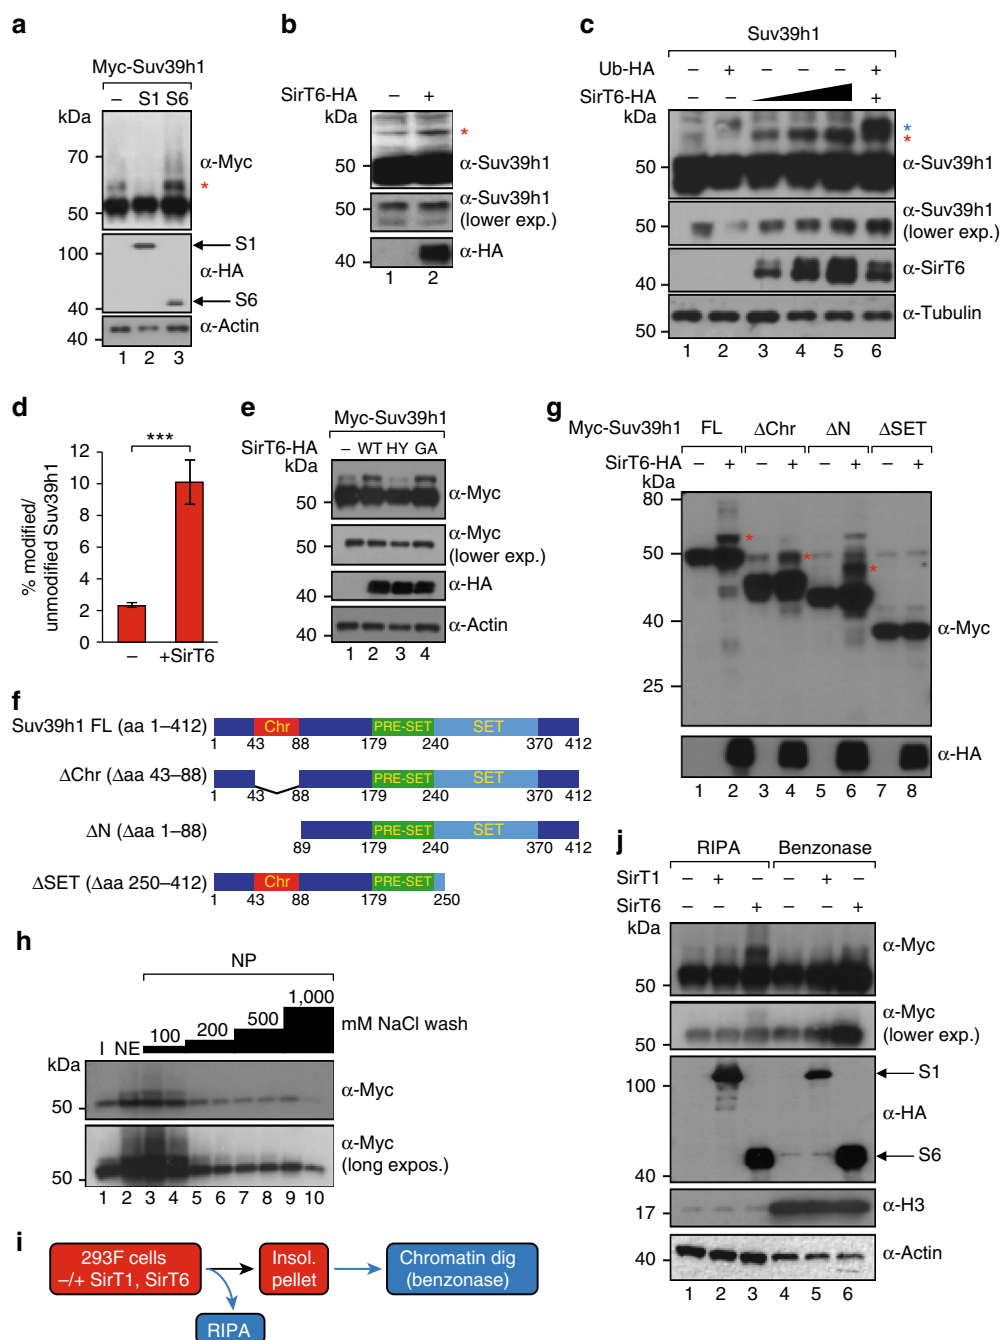 a
Myc-Suv39h1
– S1 S6
kDa
70
50
α-Myc
*
100
40
S1
α-HA
S6
40
α-Actin
1 2 3
b
SirT6-HA – +
kDa
*
50
α-Suv39h1
50
α-Suv39h1
(lower exp.)
40
α-HA
1 2
c
Suv39h1
Ub-HA – + – – – +
SirT6-HA – – +
kDa
*
*
50
α-Suv39h1
50
α-Suv39h1
(lower exp.)
40
α-SirT6
50
α-Tubulin
1 2 3 4 5 6
d
% modified/
unmodified Suv39h1
***
12
10
8
6
4
2
0
– +SirT6
e
Myc-Suv39h1
SirT6-HA – WT HY GA
kDa
50
α-Myc
50
α-Myc
(lower exp.)
40
α-HA
40
α-Actin
1 2 3 4
f
Suv39h1 FL (aa 1–412)
Chr PRE-SET SET
1 43 88 179 240 370 412
ΔChr (Δaa 43–88)
PRE-SET SET
1 43 88 179 240 370 412
ΔN (Δaa 1–88)
PRE-SET SET
89 179 240 370 412
ΔSET (Δaa 250–412)
Chr PRE-SET
1 43 88 179 250
g
Myc-Suv39h1 FL ΔChr ΔN ΔSET
SirT6-HA – + – + – + – +
kDa
80
50
40
25
* * *
α-Myc
α-HA
1 2 3 4 5 6 7 8
h
NP
100 200 500 1,000
mM NaCl wash
I NE
kDa
50
α-Myc
50
α-Myc
(long expos.)
1 2 3 4 5 6 7 8 9 10
i
293F cells
–/+ SirT1, SirT6
Insol.
pellet
Chromatin dig
(benzonase)
RIPA
j
RIPA Benzonase
SirT1 – + – – + –
SirT6 – – + – – +
kDa
50
α-Myc
50
α-Myc
(lower exp.)
100
40
S1
α-HA
S6
17
α-H3
40
α-Actin
1 2 3 4 5 6